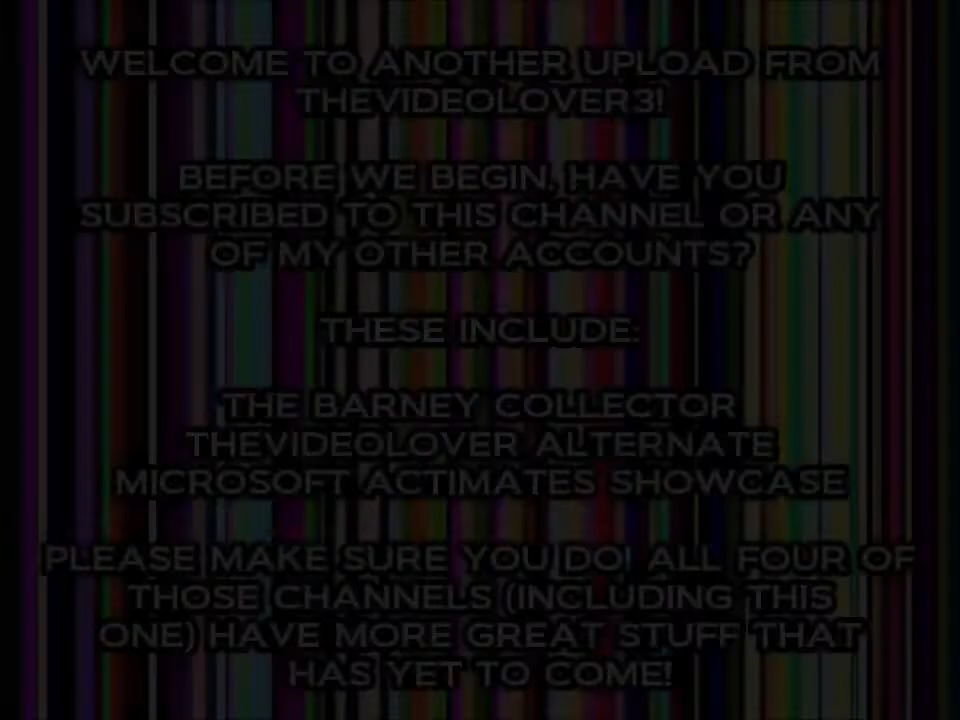 WELCOME TO ANOTHER UPLOAD FROM
THEVIDEOLOVER3!
BEFORE WE BEGIN, HAVE YOU
SUBSCRIBED TO THIS CHANNEL OR ANY
OF MY OTHER ACCOUNTS?
THESE INCLUDE:
THE BARNEY COLLECTOR
THEVIDEOLOVER ALTERNATE
MICROSOFT ACTIMATES SHOWCASE
PLEASE MAKE SURE YOU DO! ALL FOUR OF
THOSE CHANNELS (INCLUDING THIS
ONE) HAVE MORE GREAT STUFF THAT
HAS YET TO COME!